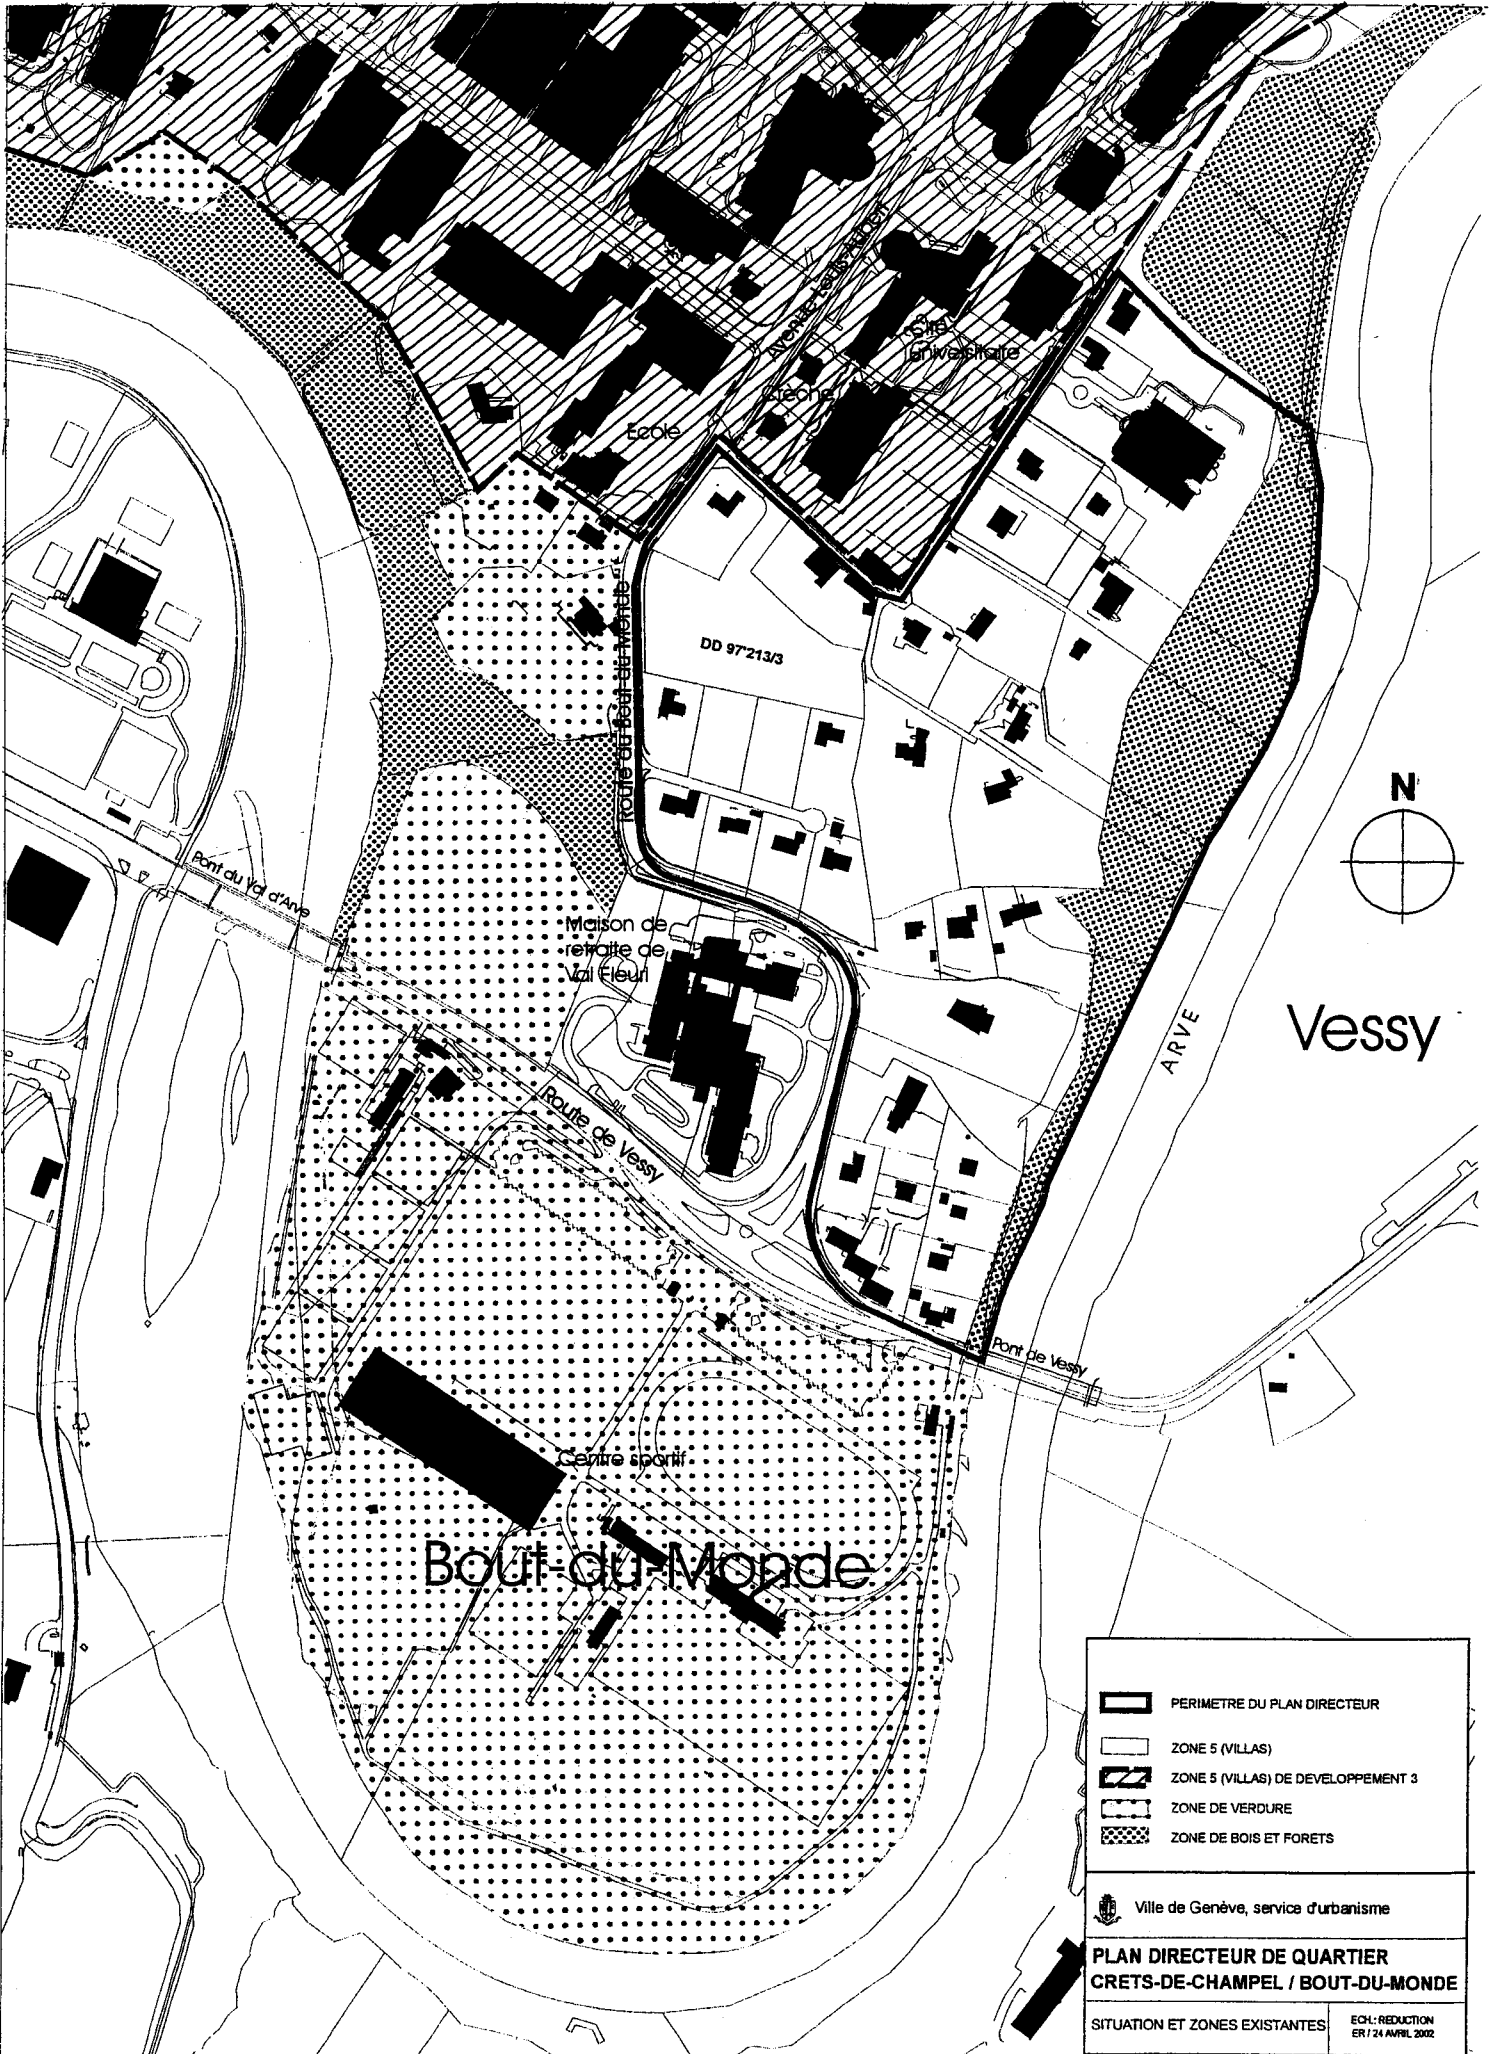 Avenue Louis-Aubert
Cité
universitaire
Crèche
Ecole
Route du Bout-du-Monde
DD 97'213/3
N
Pont du Val d'Arve
Maison de
retraite de
Val Fleuri
ARVE
Vessy
Route de Vessy
Pont de Vessy
Centre sportif
Bout-du-Monde
PERIMETRE DU PLAN DIRECTEUR
ZONE 5 (VILLAS)
ZONE 5 (VILLAS) DE DEVELOPPEMENT 3
ZONE DE VERDURE
ZONE DE BOIS ET FORETS
Ville de Genève, service d'urbanisme
PLAN DIRECTEUR DE QUARTIER
CRETS-DE-CHAMPEL / BOUT-DU-MONDE
SITUATION ET ZONES EXISTANTES
ECH.: REDUCTION
ER / 24 AVRIL 2002